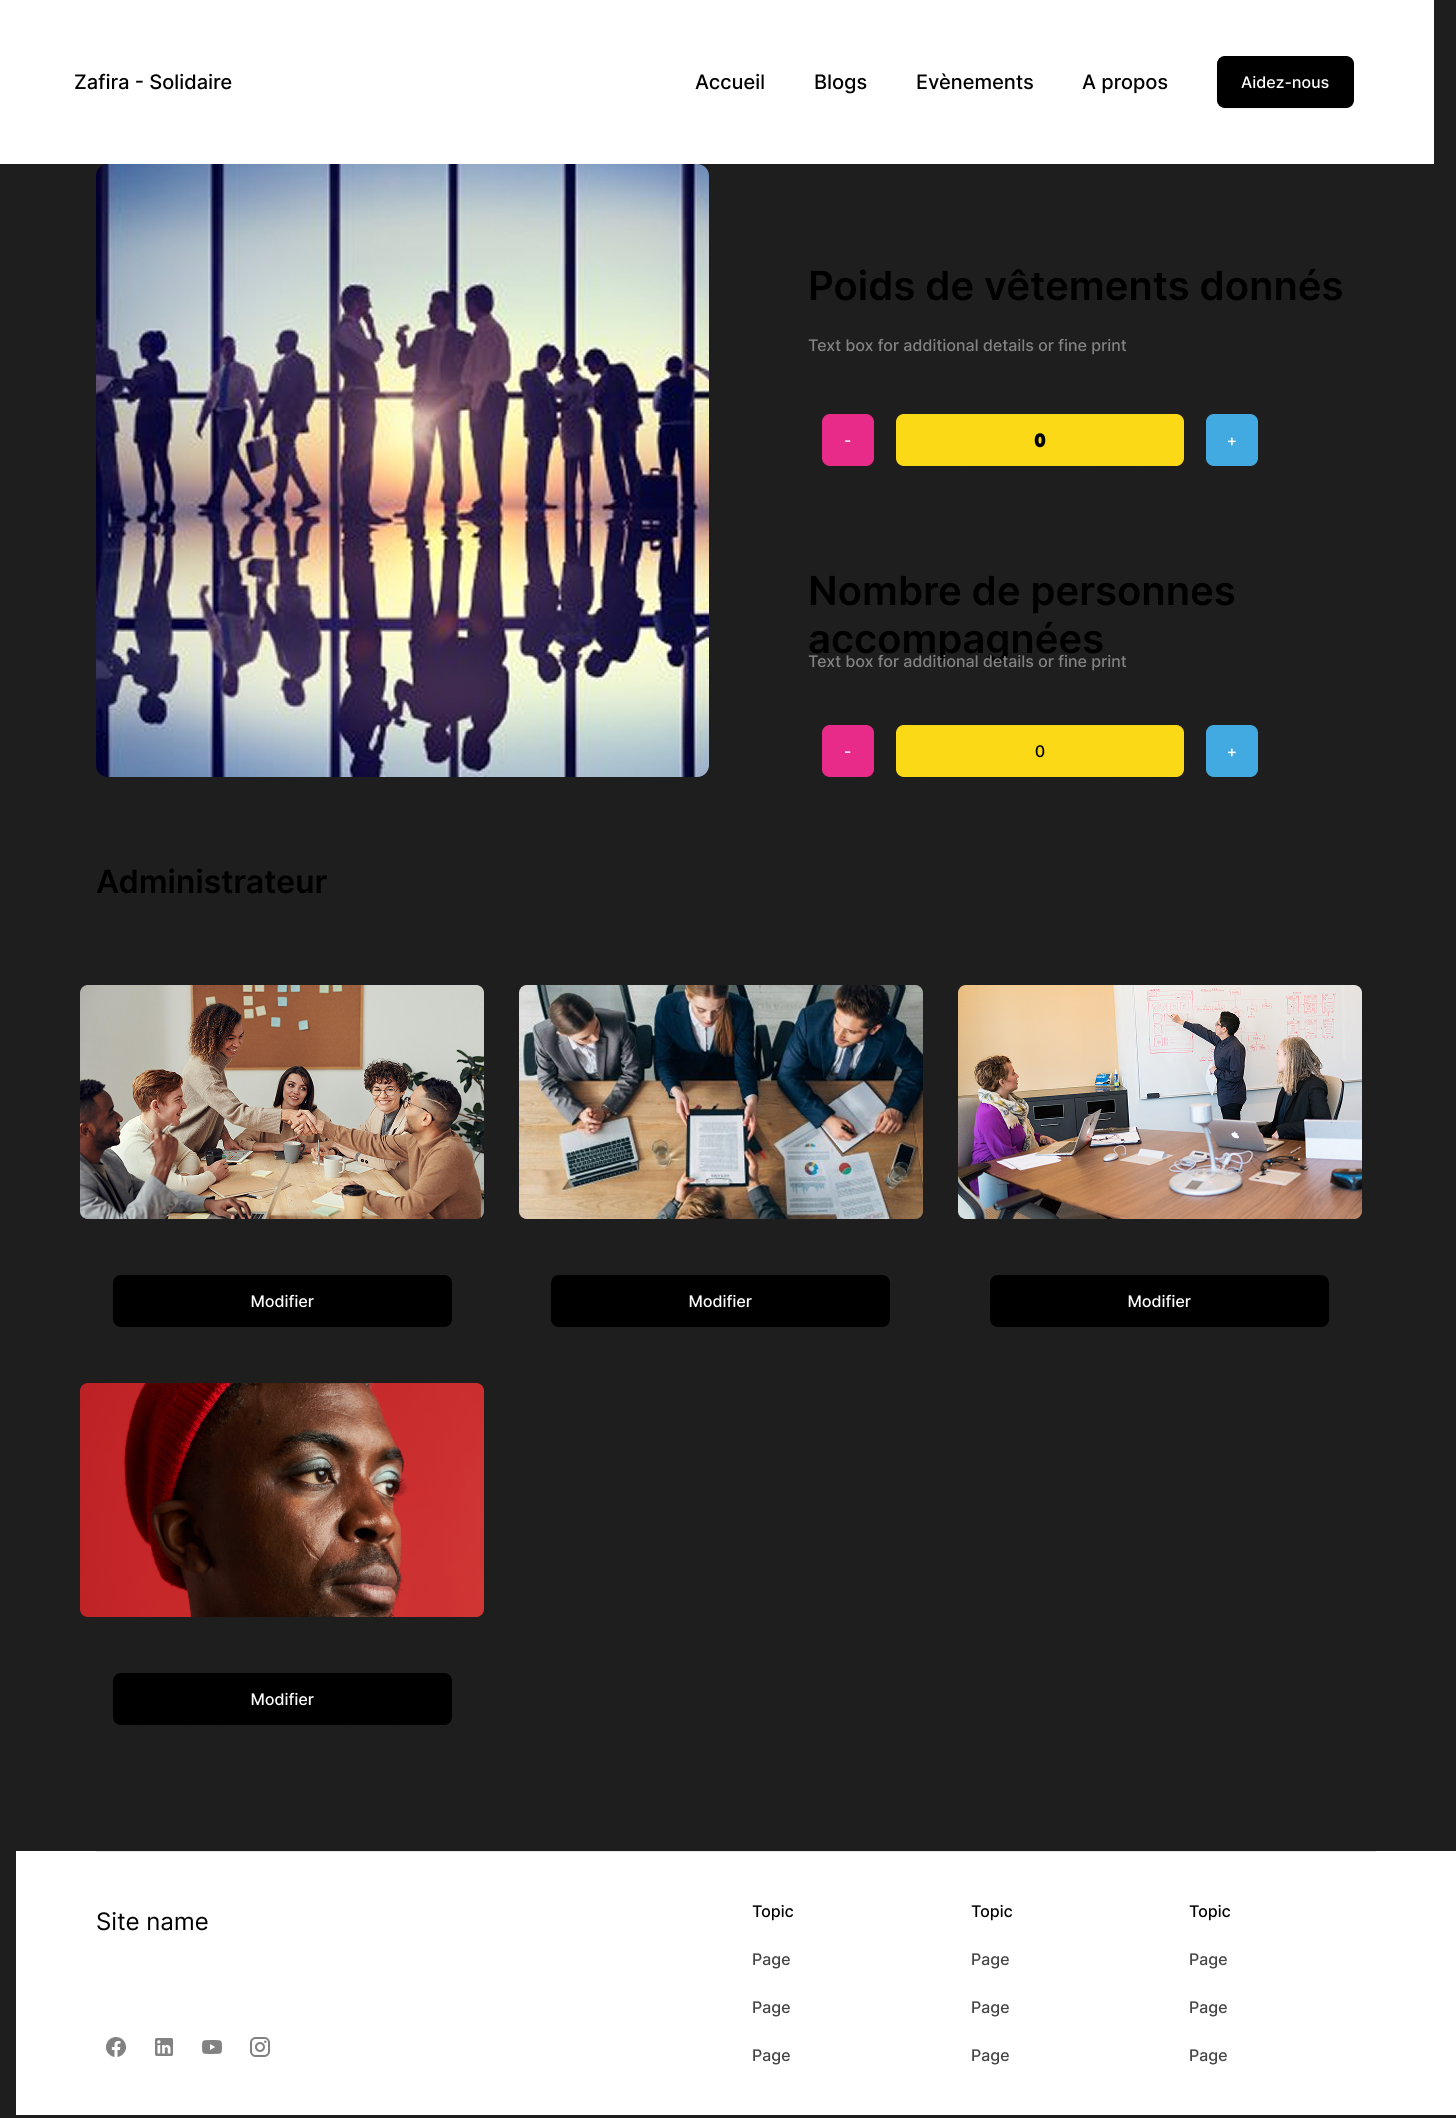 Zafira - Solidaire
Accueil
Blogs
Evènements
A propos
Aidez-nous
Poids de vêtements donnés
Text box for additional details or fine print
-
0
+
Nombre de personnes
accompagnées
Text box for additional details or fine print
-
0
+
Administrateur
Modifier
Modifier
Modifier
Modifier
Site name
Topic
Page
Page
Page
Topic
Page
Page
Page
Topic
Page
Page
Page